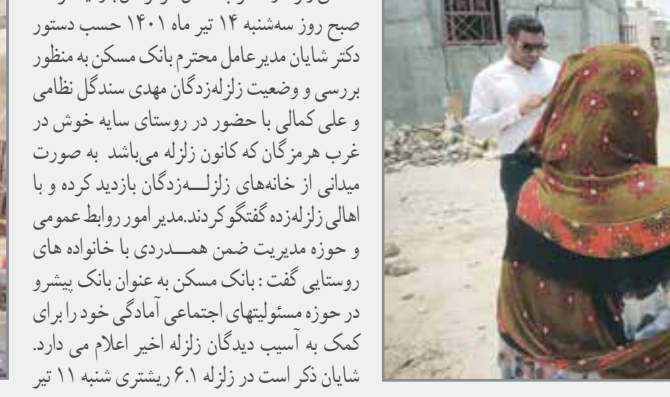 صبح روز سه‌شنبه ۱۴ تیر ماه ۱۴۰۱ حسب دستور
دکتر شایان مدیرعامل محترم بانک مسکن به منظور
بررسی و وضعیت زلزله‌زدگان مهدی سندگل نظامی
و علی کمالی با حضور در روستای سایه خوش در
غرب هرمزگان که کانون زلزله می‌باشد به صورت
میدانی از خانه‌های زلزلــه‌زدگان بازدید کرده و با
اهالی زلزله‌زده گفتگو کردند.مدیر امور روابط عمومی
و حوزه مدیریت ضمن همــدردی با خانواده های
روستایی گفت : بانک مسکن به عنوان بانک پیشرو
در حوزه مسئولیتهای اجتماعی آمادگی خود را برای
کمک به آسیب دیدگان زلزله اخیر اعلام می دارد.
شایان ذکر است در زلزله ۶.۱ ریشتری شنبه ۱۱ تیر